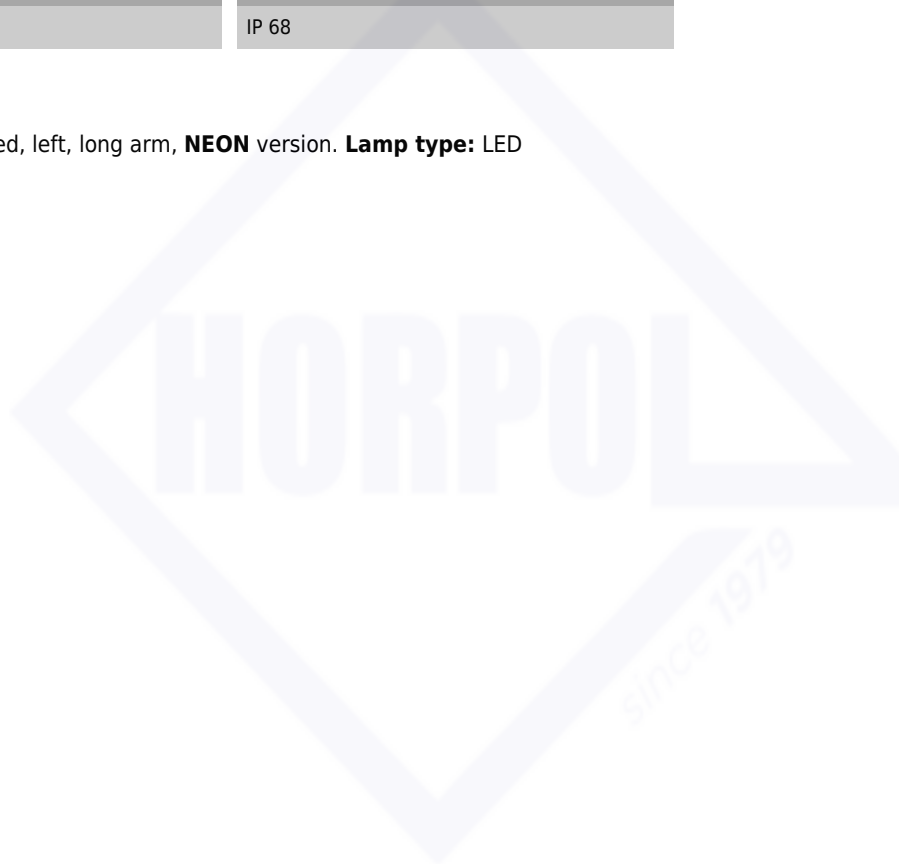 IP 68
ed, left, long arm, NEON version. Lamp type: LED
HORPOL
since 1979